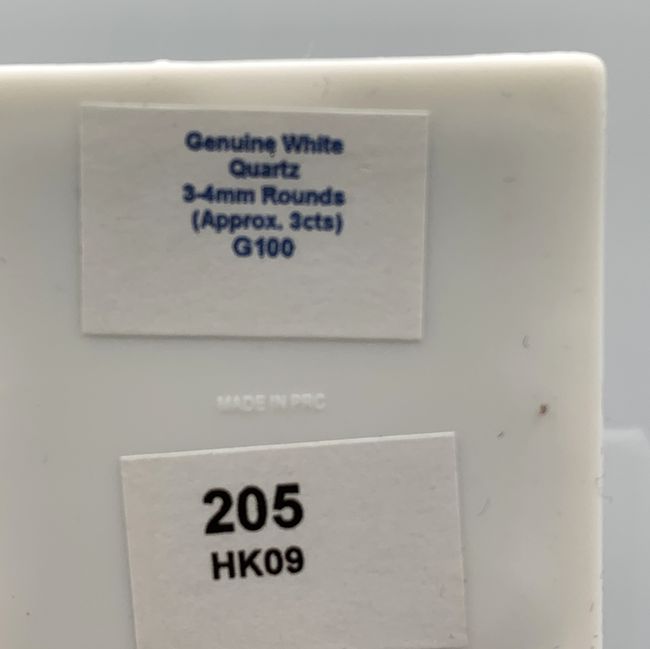 Genuine White
Quartz
3-4mm Rounds
(Approx. 3cts)
G100
MADE IN PRC
205
HK09